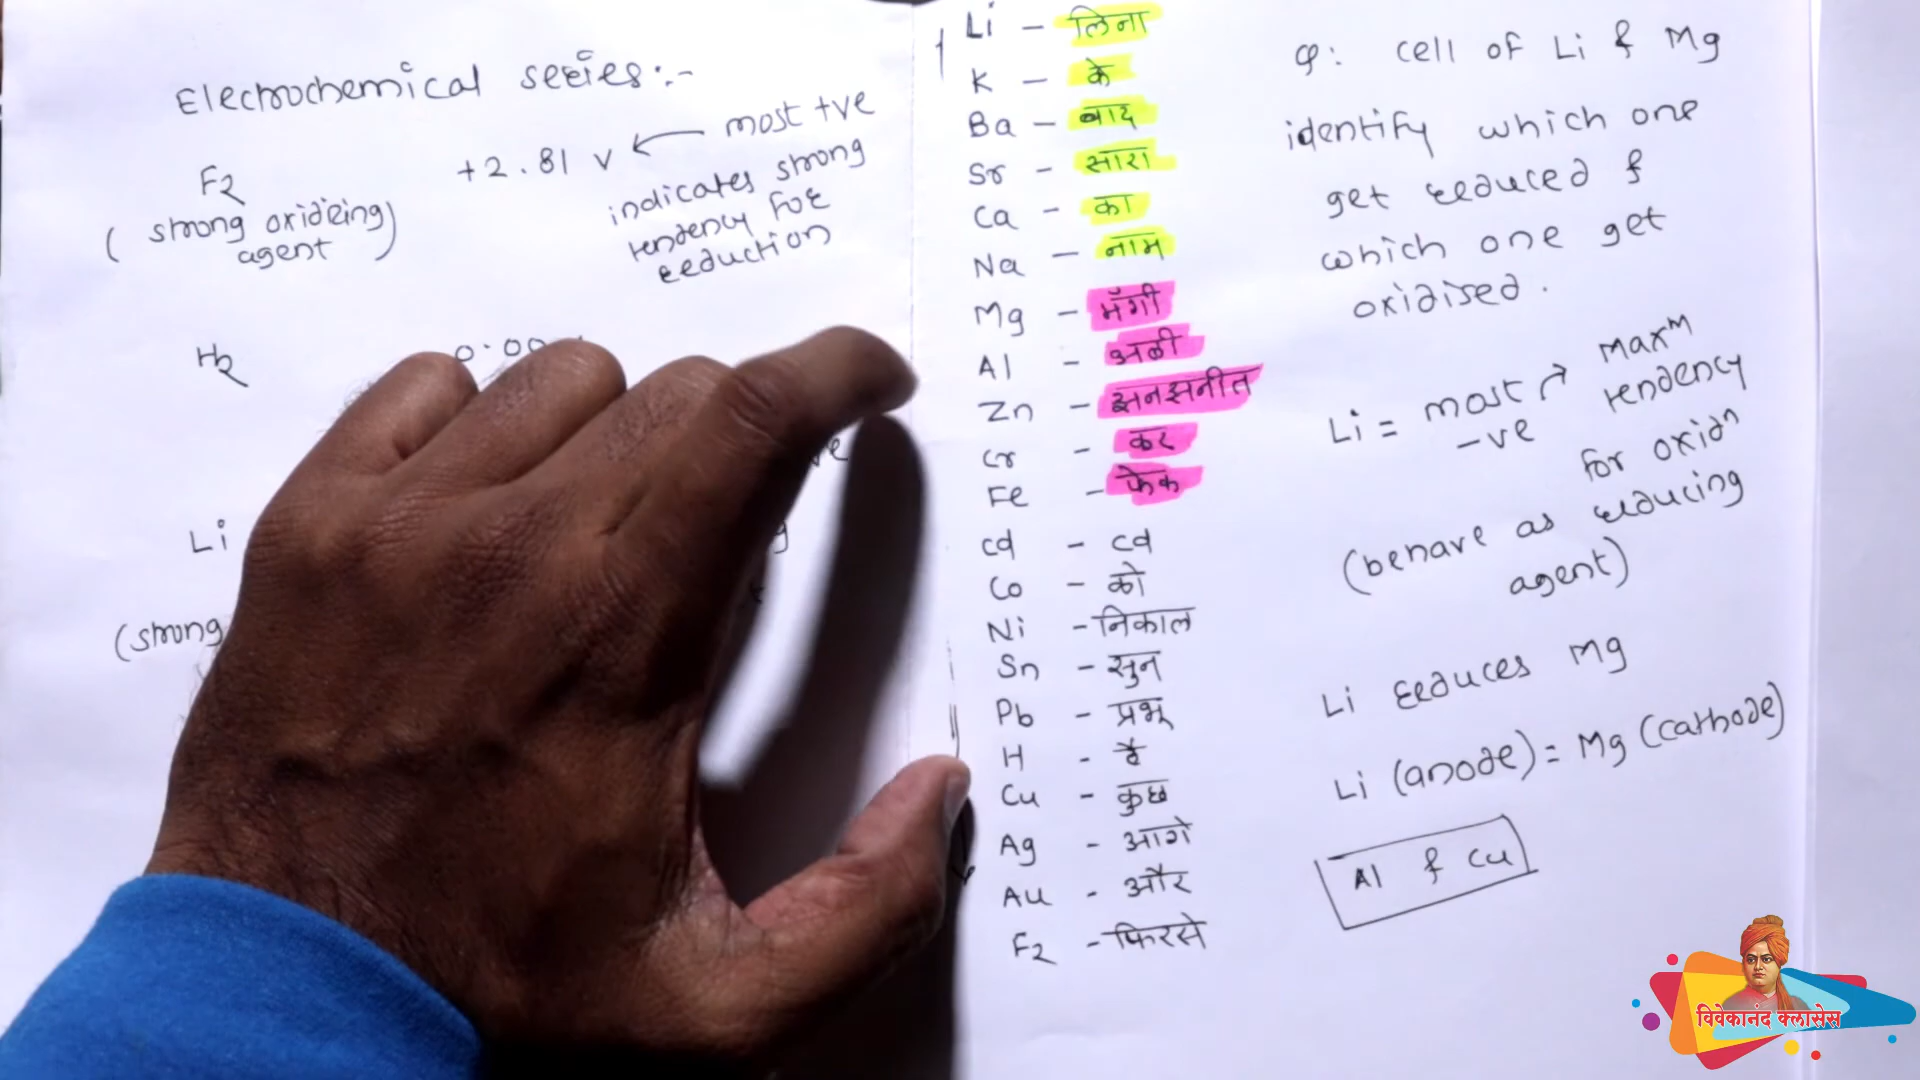 Electrochemical series:-
F2 +2.81 V ← most +ve
(strong oxidizing
agent)
indicates strong
tendency for
reduction
H2 0.00
Li
(strong
Li - लिना
K - के
Ba - बाद
Sr - सारा
Ca - का
Na - नाम
Mg - मॅगी
Al - अळी
Zn - झनझनीत
Cr - कर
Fe - फेक
Cd - Cd
Co - को
Ni - निकाल
Sn - सुन
Pb - प्रभू
H - है
Cu - कुछ
Ag - आगे
Au - और
F2 - फिरसे
Q: cell of Li & Mg
identify which one
get reduced &
which one get
oxidised.
Li = most -ve → maxm
tendency
for oxidn
(behave as reducing
agent)
Li reduces Mg
Li (anode) = Mg (cathode)
Al & Cu
विवेकानंद क्लासेस